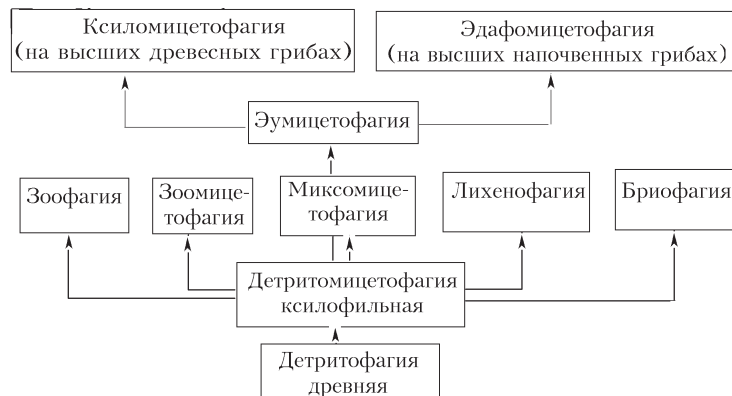 Ксиломицетофагия
(на высших древесных грибах)
Эдафомицетофагия
(на высших напочвенных грибах)
Эумицетофагия
Зоофагия
Зоомице-
тофагия
Миксомице-
тофагия
Лихенофагия
Бриофагия
Детритомицетофагия
ксилофильная
Детритофагия
древняя